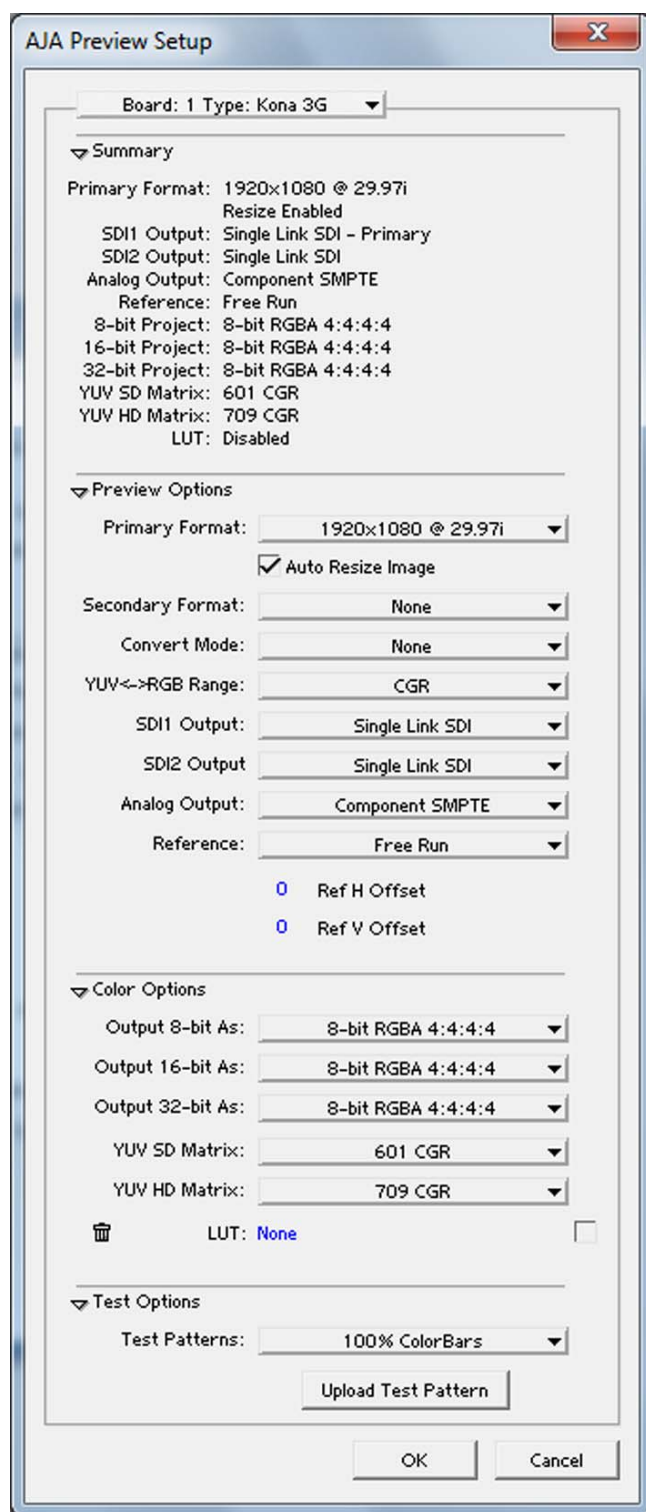 AJA Preview Setup
Board: 1 Type: Kona 3G
Summary
Primary Format: 1920x1080 @ 29.97i
Resize Enabled
SDI1 Output: Single Link SDI - Primary
SDI2 Output: Single Link SDI
Analog Output: Component SMPTE
Reference: Free Run
8-bit Project: 8-bit RGBA 4:4:4:4
16-bit Project: 8-bit RGBA 4:4:4:4
32-bit Project: 8-bit RGBA 4:4:4:4
YUV SD Matrix: 601 CGR
YUV HD Matrix: 709 CGR
LUT: Disabled
Preview Options
Primary Format: 1920x1080 @ 29.97i
Auto Resize Image
Secondary Format: None
Convert Mode: None
YUV<->RGB Range: CGR
SDI1 Output: Single Link SDI
SDI2 Output Single Link SDI
Analog Output: Component SMPTE
Reference: Free Run
0 Ref H Offset
0 Ref V Offset
Color Options
Output 8-bit As: 8-bit RGBA 4:4:4:4
Output 16-bit As: 8-bit RGBA 4:4:4:4
Output 32-bit As: 8-bit RGBA 4:4:4:4
YUV SD Matrix: 601 CGR
YUV HD Matrix: 709 CGR
LUT: None
Test Options
Test Patterns: 100% ColorBars
Upload Test Pattern
OK Cancel